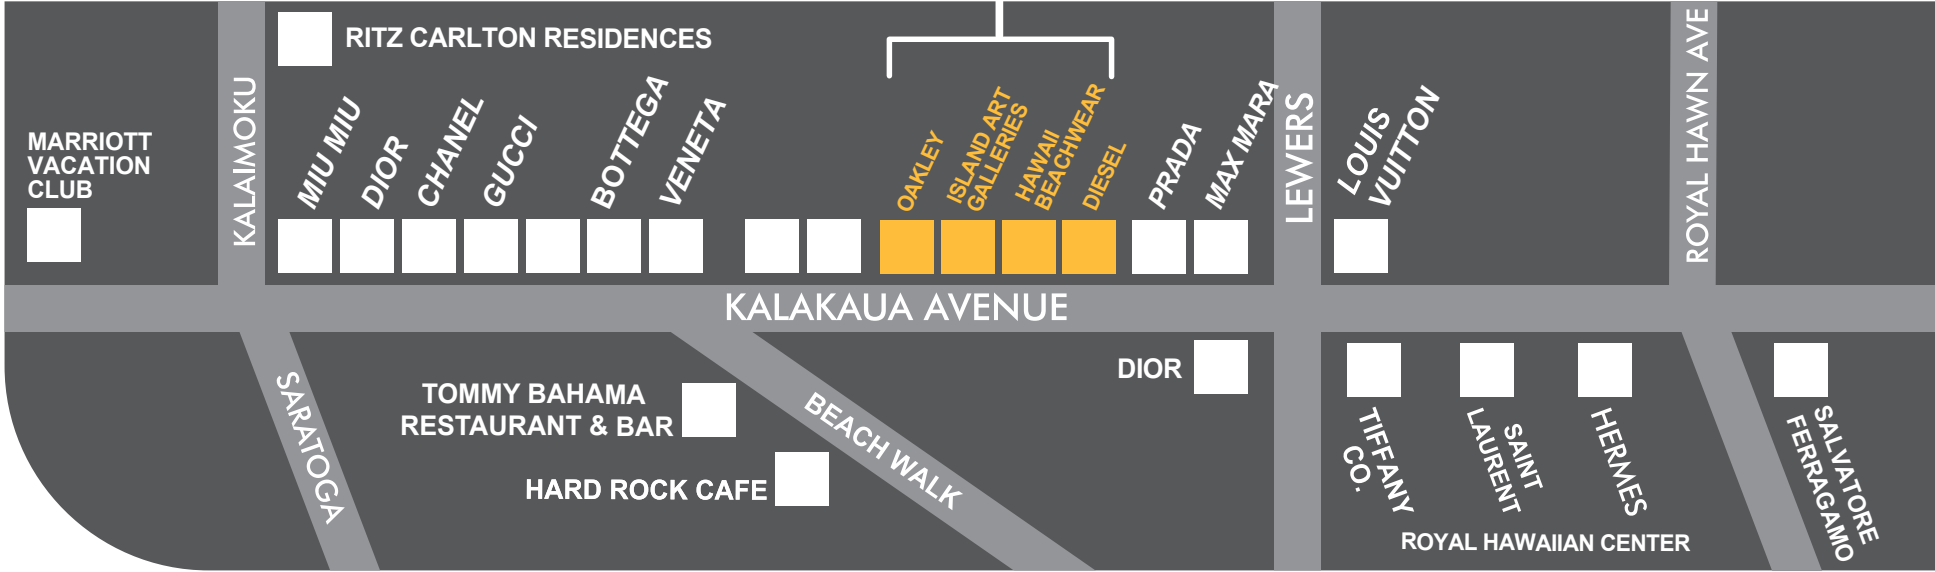 RITZ CARLTON RESIDENCES
MARRIOTT
VACATION
CLUB
KALAIMOKU
MIU MIU
DIOR
CHANEL
GUCCI
BOTTEGA
VENETA
OAKLEY
ISLAND ART
GALLERIES
HAWAII
BEACHWEAR
DIESEL
PRADA
MAX MARA
LEWERS
LOUIS
VUITTON
ROYAL HAWN AVE
KALAKAUA AVENUE
SARATOGA
TOMMY BAHAMA
RESTAURANT & BAR
HARD ROCK CAFE
BEACH WALK
DIOR
TIFFANY
CO.
SAINT
LAURENT
HERMES
SALVATORE
FERRAGAMO
ROYAL HAWAIIAN CENTER